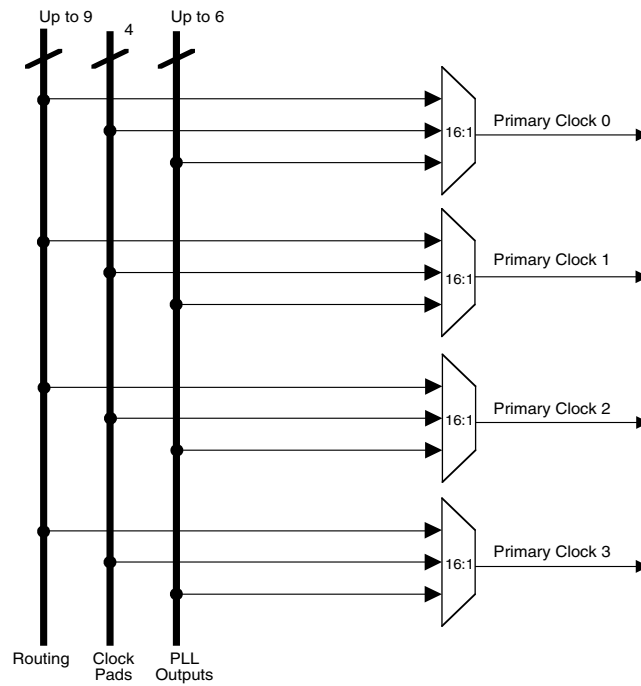 Up to 9
4
Up to 6
16:1
Primary Clock 0
16:1
Primary Clock 1
16:1
Primary Clock 2
16:1
Primary Clock 3
Routing
Clock
Pads
PLL
Outputs